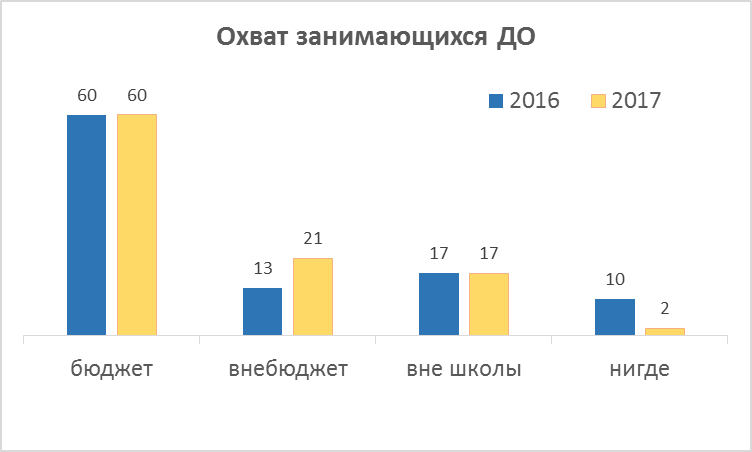 Охват занимающихся ДО
2016 2017
60 60
13 21
17 17
10 2
бюджет внебюджет вне школы нигде